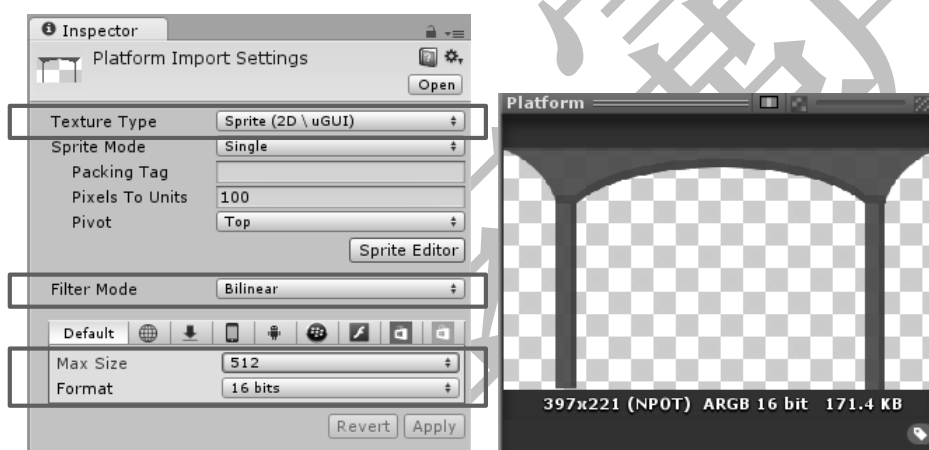 Inspector
Platform Import Settings
Open
Texture Type Sprite (2D \ uGUI)
Sprite Mode Single
Packing Tag
Pixels To Units 100
Pivot Top
Sprite Editor
Filter Mode Bilinear
Default
Max Size 512
Format 16 bits
Revert Apply
Platform
397x221 (NPOT) ARGB 16 bit 171.4 KB